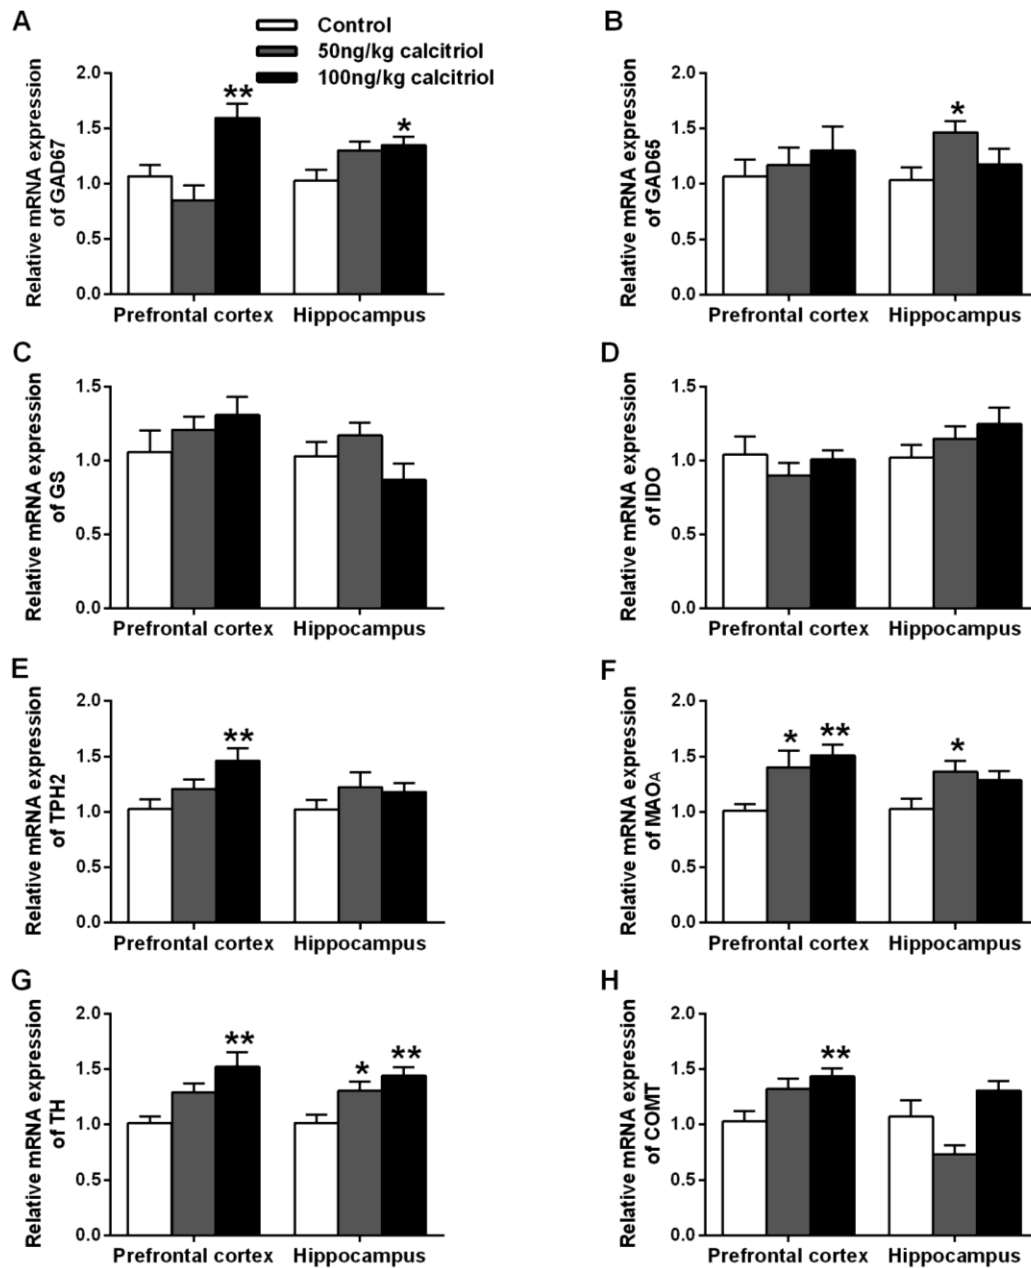 A
Control
50ng/kg calcitriol
100ng/kg calcitriol
Relative mRNA expression
of GAD67
2.0
1.5
1.0
0.5
0.0
**
*
Prefrontal cortex
Hippocampus
B
Relative mRNA expression
of GAD65
2.0
1.5
1.0
0.5
0.0
*
Prefrontal cortex
Hippocampus
C
Relative mRNA expression
of GS
1.5
1.0
0.5
0.0
Prefrontal cortex
Hippocampus
D
Relative mRNA expression
of IDO
1.5
1.0
0.5
0.0
Prefrontal cortex
Hippocampus
E
Relative mRNA expression
of TPH2
2.0
1.5
1.0
0.5
0.0
**
Prefrontal cortex
Hippocampus
F
Relative mRNA expression
of MAOA
2.0
1.5
1.0
0.5
0.0
*
**
*
Prefrontal cortex
Hippocampus
G
Relative mRNA expression
of TH
2.0
1.5
1.0
0.5
0.0
**
*
**
Prefrontal cortex
Hippocampus
H
Relative mRNA expression
of COMT
2.0
1.5
1.0
0.5
0.0
**
Prefrontal cortex
Hippocampus